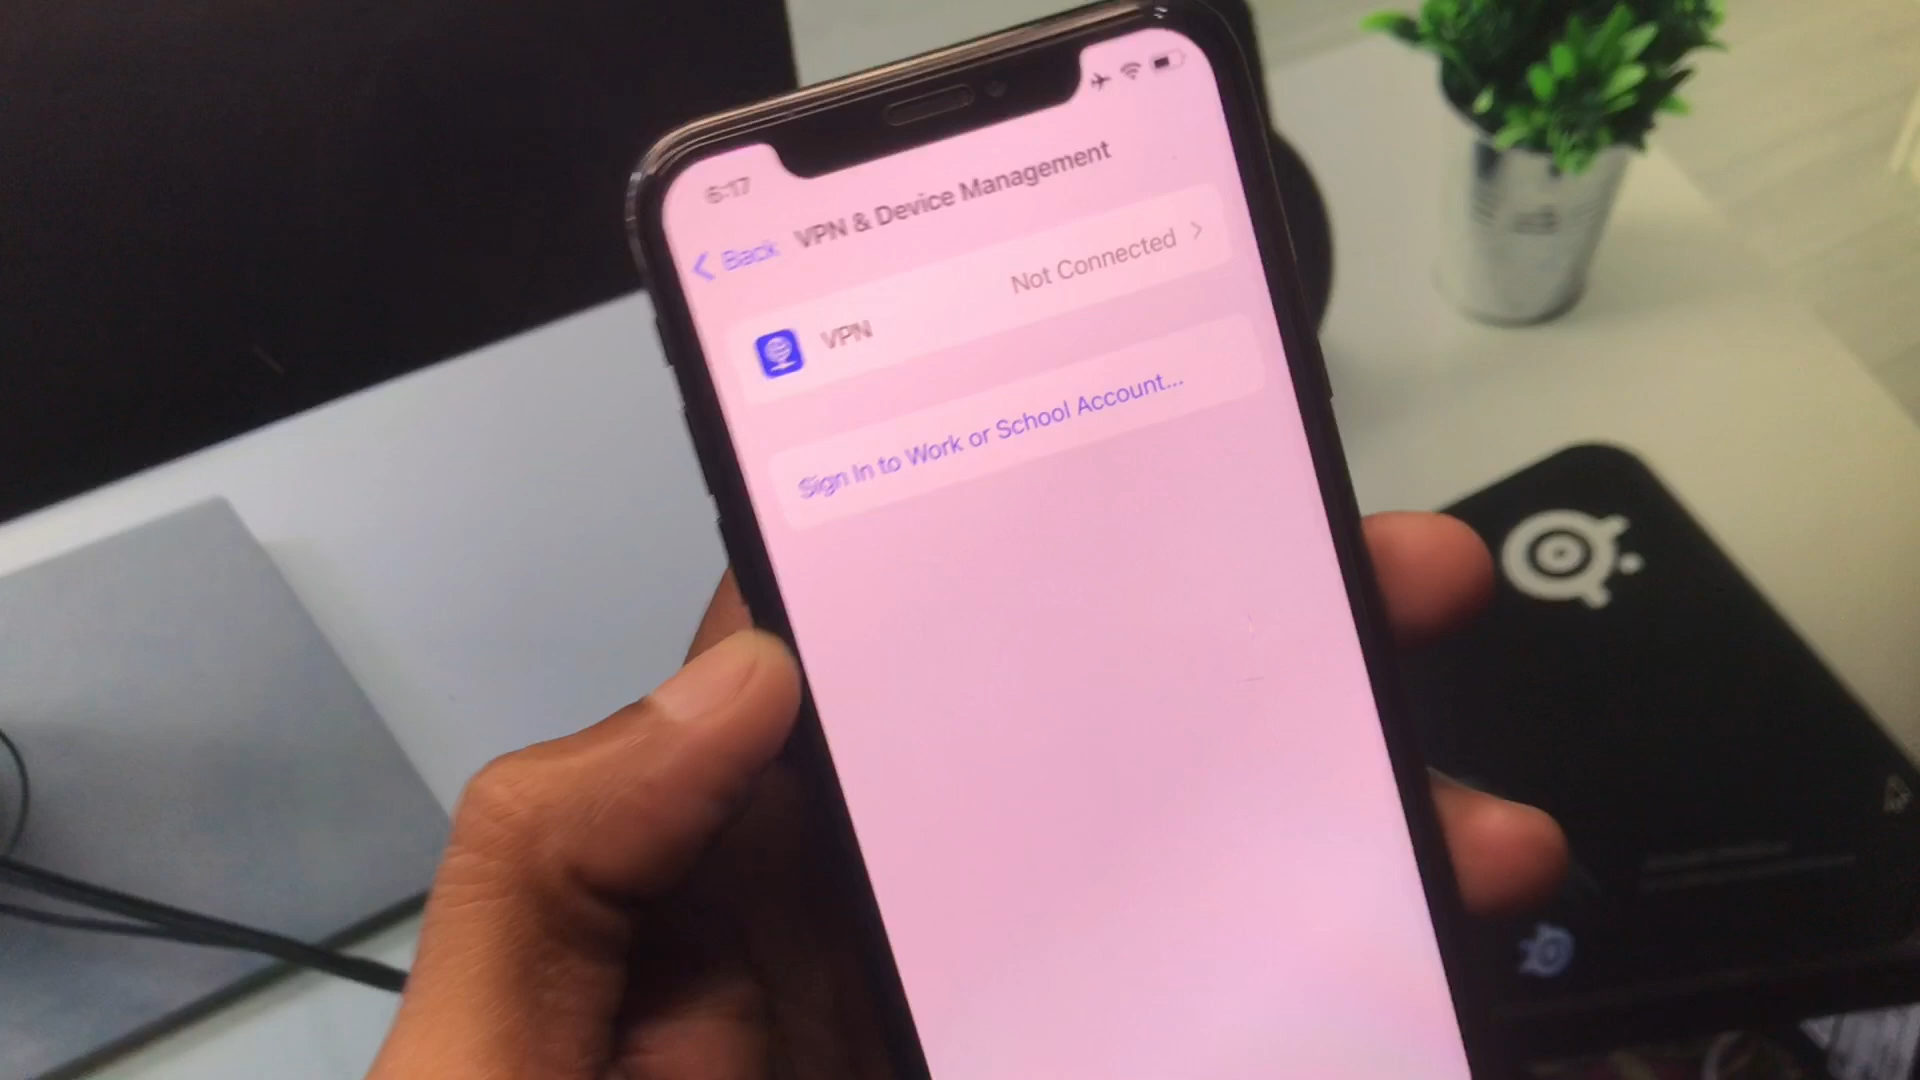 6:17
Back
VPN & Device Management
VPN
Not Connected
Sign In to Work or School Account...